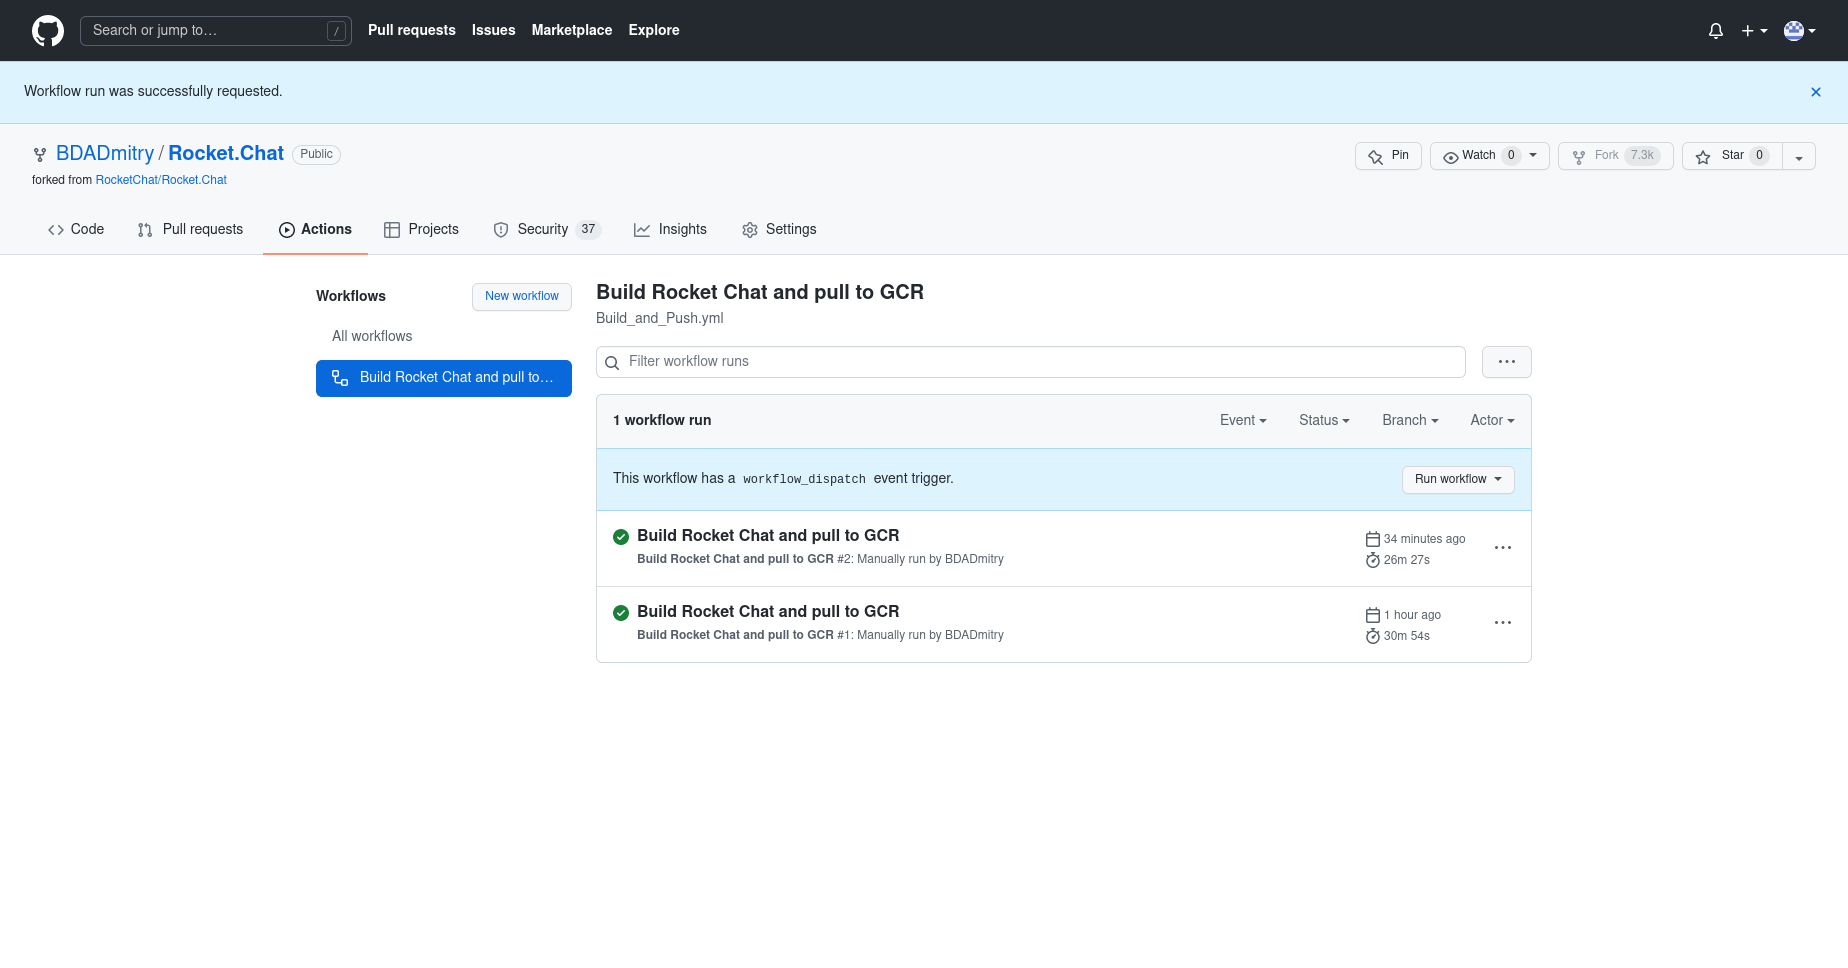 Search or jump to…
/
Pull requests Issues Marketplace Explore
Workflow run was successfully requested.
BDADmitry / Rocket.Chat Public
forked from RocketChat/Rocket.Chat
Pin
Watch 0
Fork 7.3k
Star 0
Code
Pull requests
Actions
Projects
Security 37
Insights
Settings
Workflows
New workflow
All workflows
Build Rocket Chat and pull to…
Build Rocket Chat and pull to GCR
Build_and_Push.yml
Filter workflow runs
1 workflow run
Event
Status
Branch
Actor
This workflow has a workflow_dispatch event trigger.
Run workflow
Build Rocket Chat and pull to GCR
Build Rocket Chat and pull to GCR #2: Manually run by BDADmitry
34 minutes ago
26m 27s
Build Rocket Chat and pull to GCR
Build Rocket Chat and pull to GCR #1: Manually run by BDADmitry
1 hour ago
30m 54s